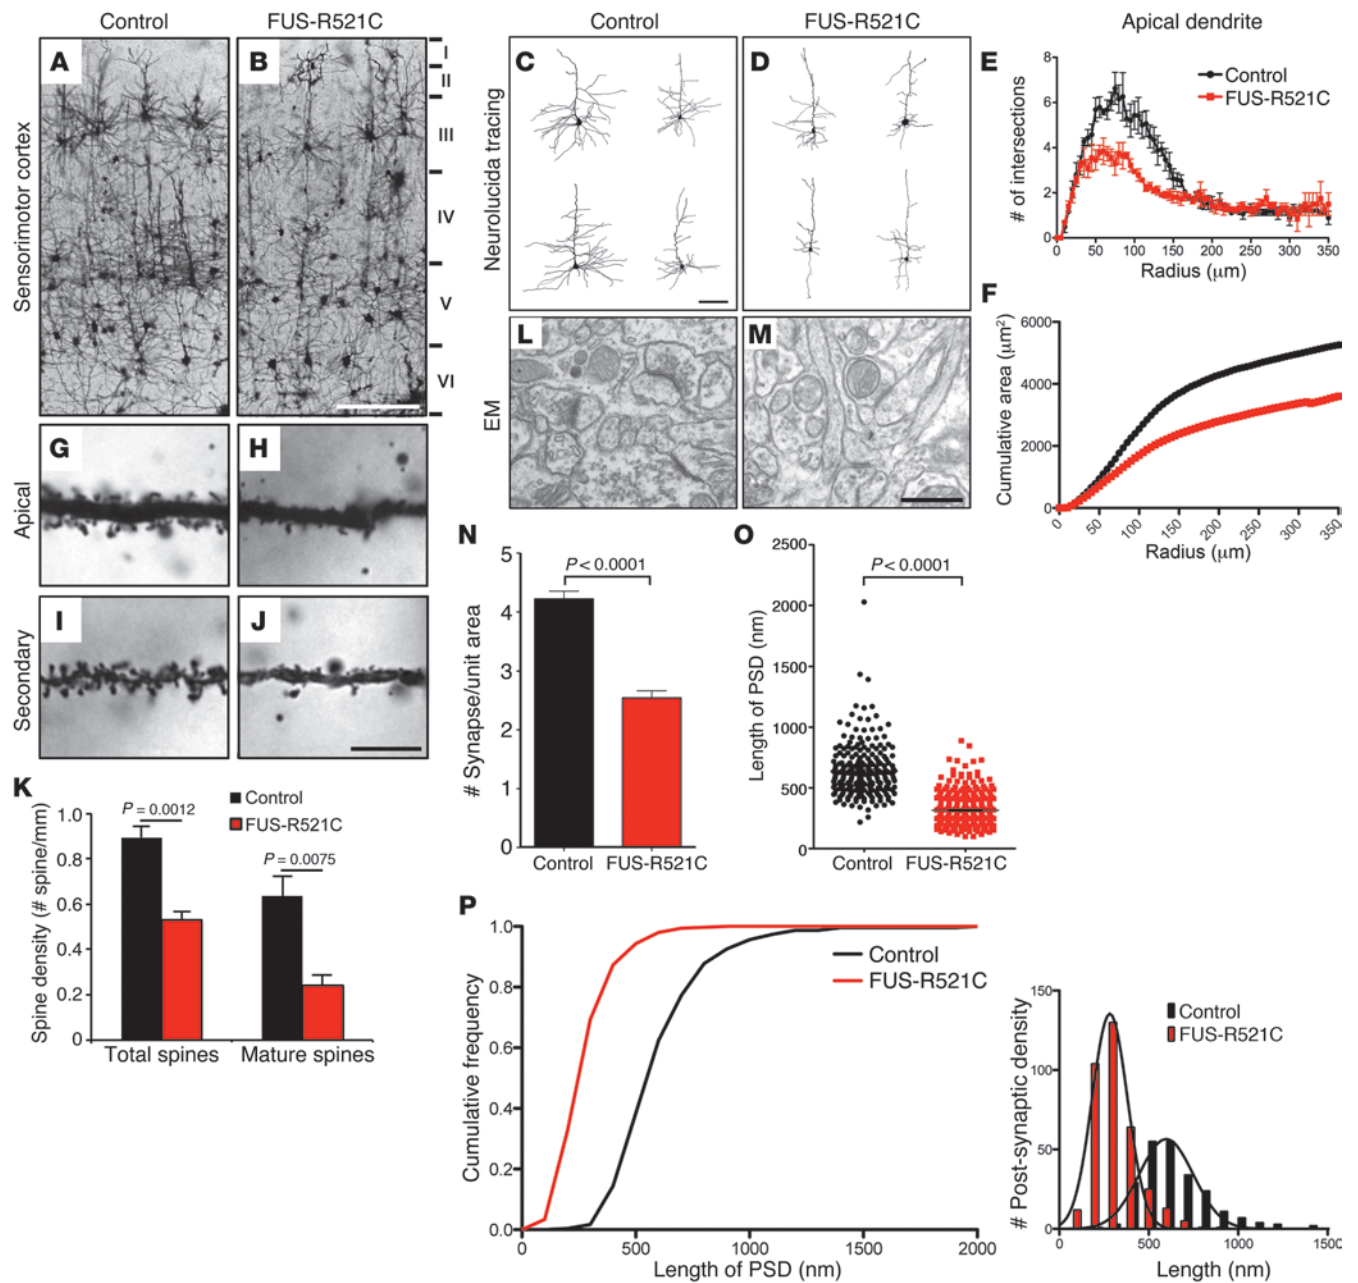 Control
FUS-R521C
Control
FUS-R521C
Apical dendrite
Sensorimotor cortex
A
B
I
II
III
IV
V
VI
Neurolucida tracing
C
D
E
# of intersections
8
6
4
2
0
Control
FUS-R521C
0 50 100 150 200 250 300 350
Radius (μm)
F
Cumulative area (μm²)
6000
4000
2000
0
0 50 100 150 200 250 300 350
Radius (μm)
EM
L
M
Apical
G
H
Secondary
I
J
N
# Synapse/unit area
5
4
3
2
1
0
P < 0.0001
Control FUS-R521C
O
Length of PSD (nm)
2500
2000
1500
1000
500
0
P < 0.0001
Control FUS-R521C
K
Spine density (# spine/mm)
1.0
0.8
0.6
0.4
0.2
0
Control
FUS-R521C
P = 0.0012
P = 0.0075
Total spines Mature spines
P
Cumulative frequency
1.0
0.8
0.6
0.4
0.2
0.0
Control
FUS-R521C
0 500 1000 1500 2000
Length of PSD (nm)
# Post-synaptic density
150
100
50
0
Control
FUS-R521C
0 500 1000 1500
Length (nm)